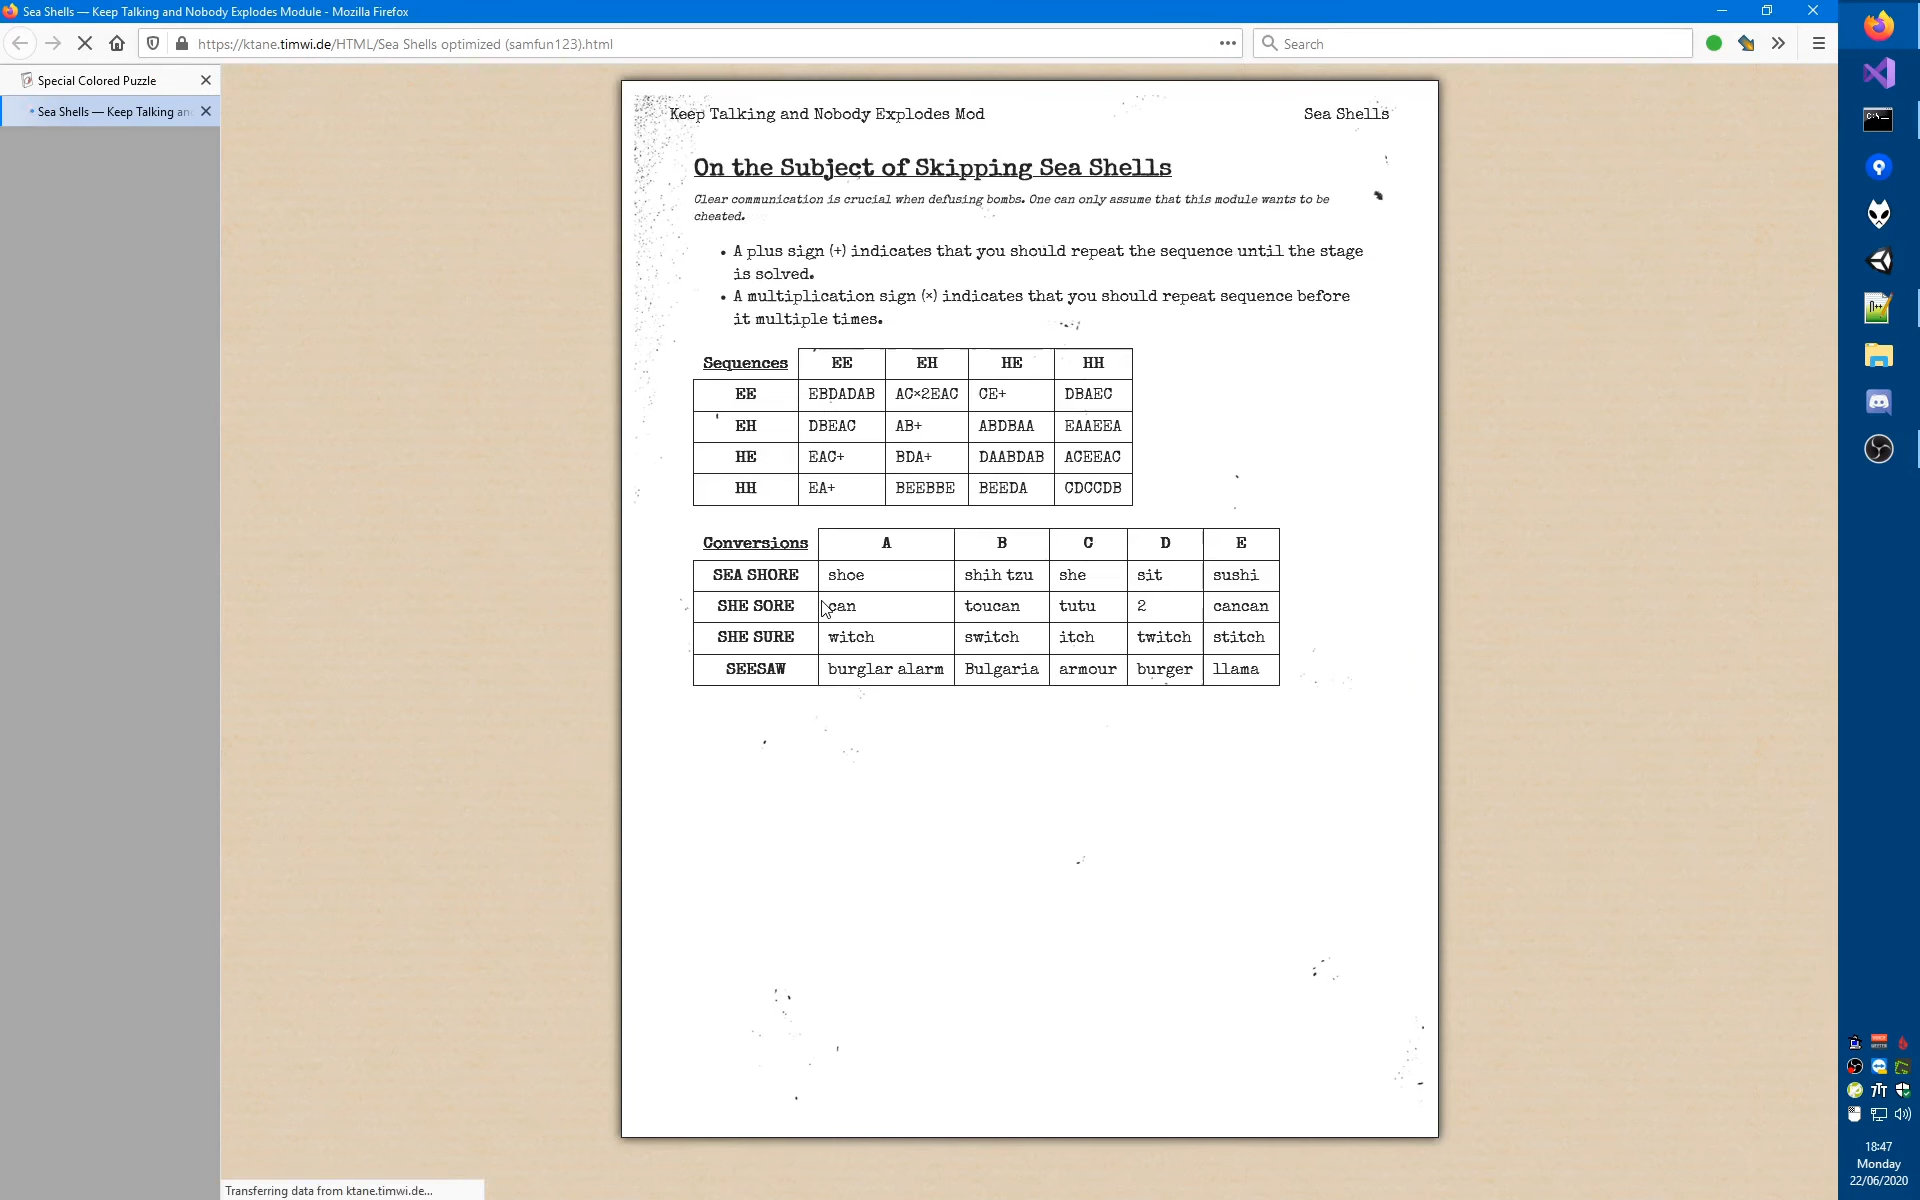 Sea Shells — Keep Talking and Nobody Explodes Module - Mozilla Firefox
https://ktane.timwi.de/HTML/Sea Shells optimized (samfun123).html
Search
Special Colored Puzzle
Sea Shells — Keep Talking an
Keep Talking and Nobody Explodes Mod Sea Shells
On the Subject of Skipping Sea Shells
Clear communication is crucial when defusing bombs. One can only assume that this module wants to be
cheated.
• A plus sign (+) indicates that you should repeat the sequence until the stage
is solved.
• A multiplication sign (×) indicates that you should repeat sequence before
it multiple times.
Sequences EE EH HE HH
EE EBDADAB AC×2EAC CE+ DBAEC
EH DBEAC AB+ ABDBAA EAAEEA
HE EAC+ BDA+ DAABDAB ACEEAC
HH EA+ BEEBBE BEEDA CDCCDB
Conversions A B C D E
SEA SHORE shoe shih tzu she sit sushi
SHE SORE can toucan tutu 2 cancan
SHE SURE witch switch itch twitch stitch
SEESAW burglar alarm Bulgaria armour burger llama
Transferring data from ktane.timwi.de...
18:47
Monday
22/06/2020